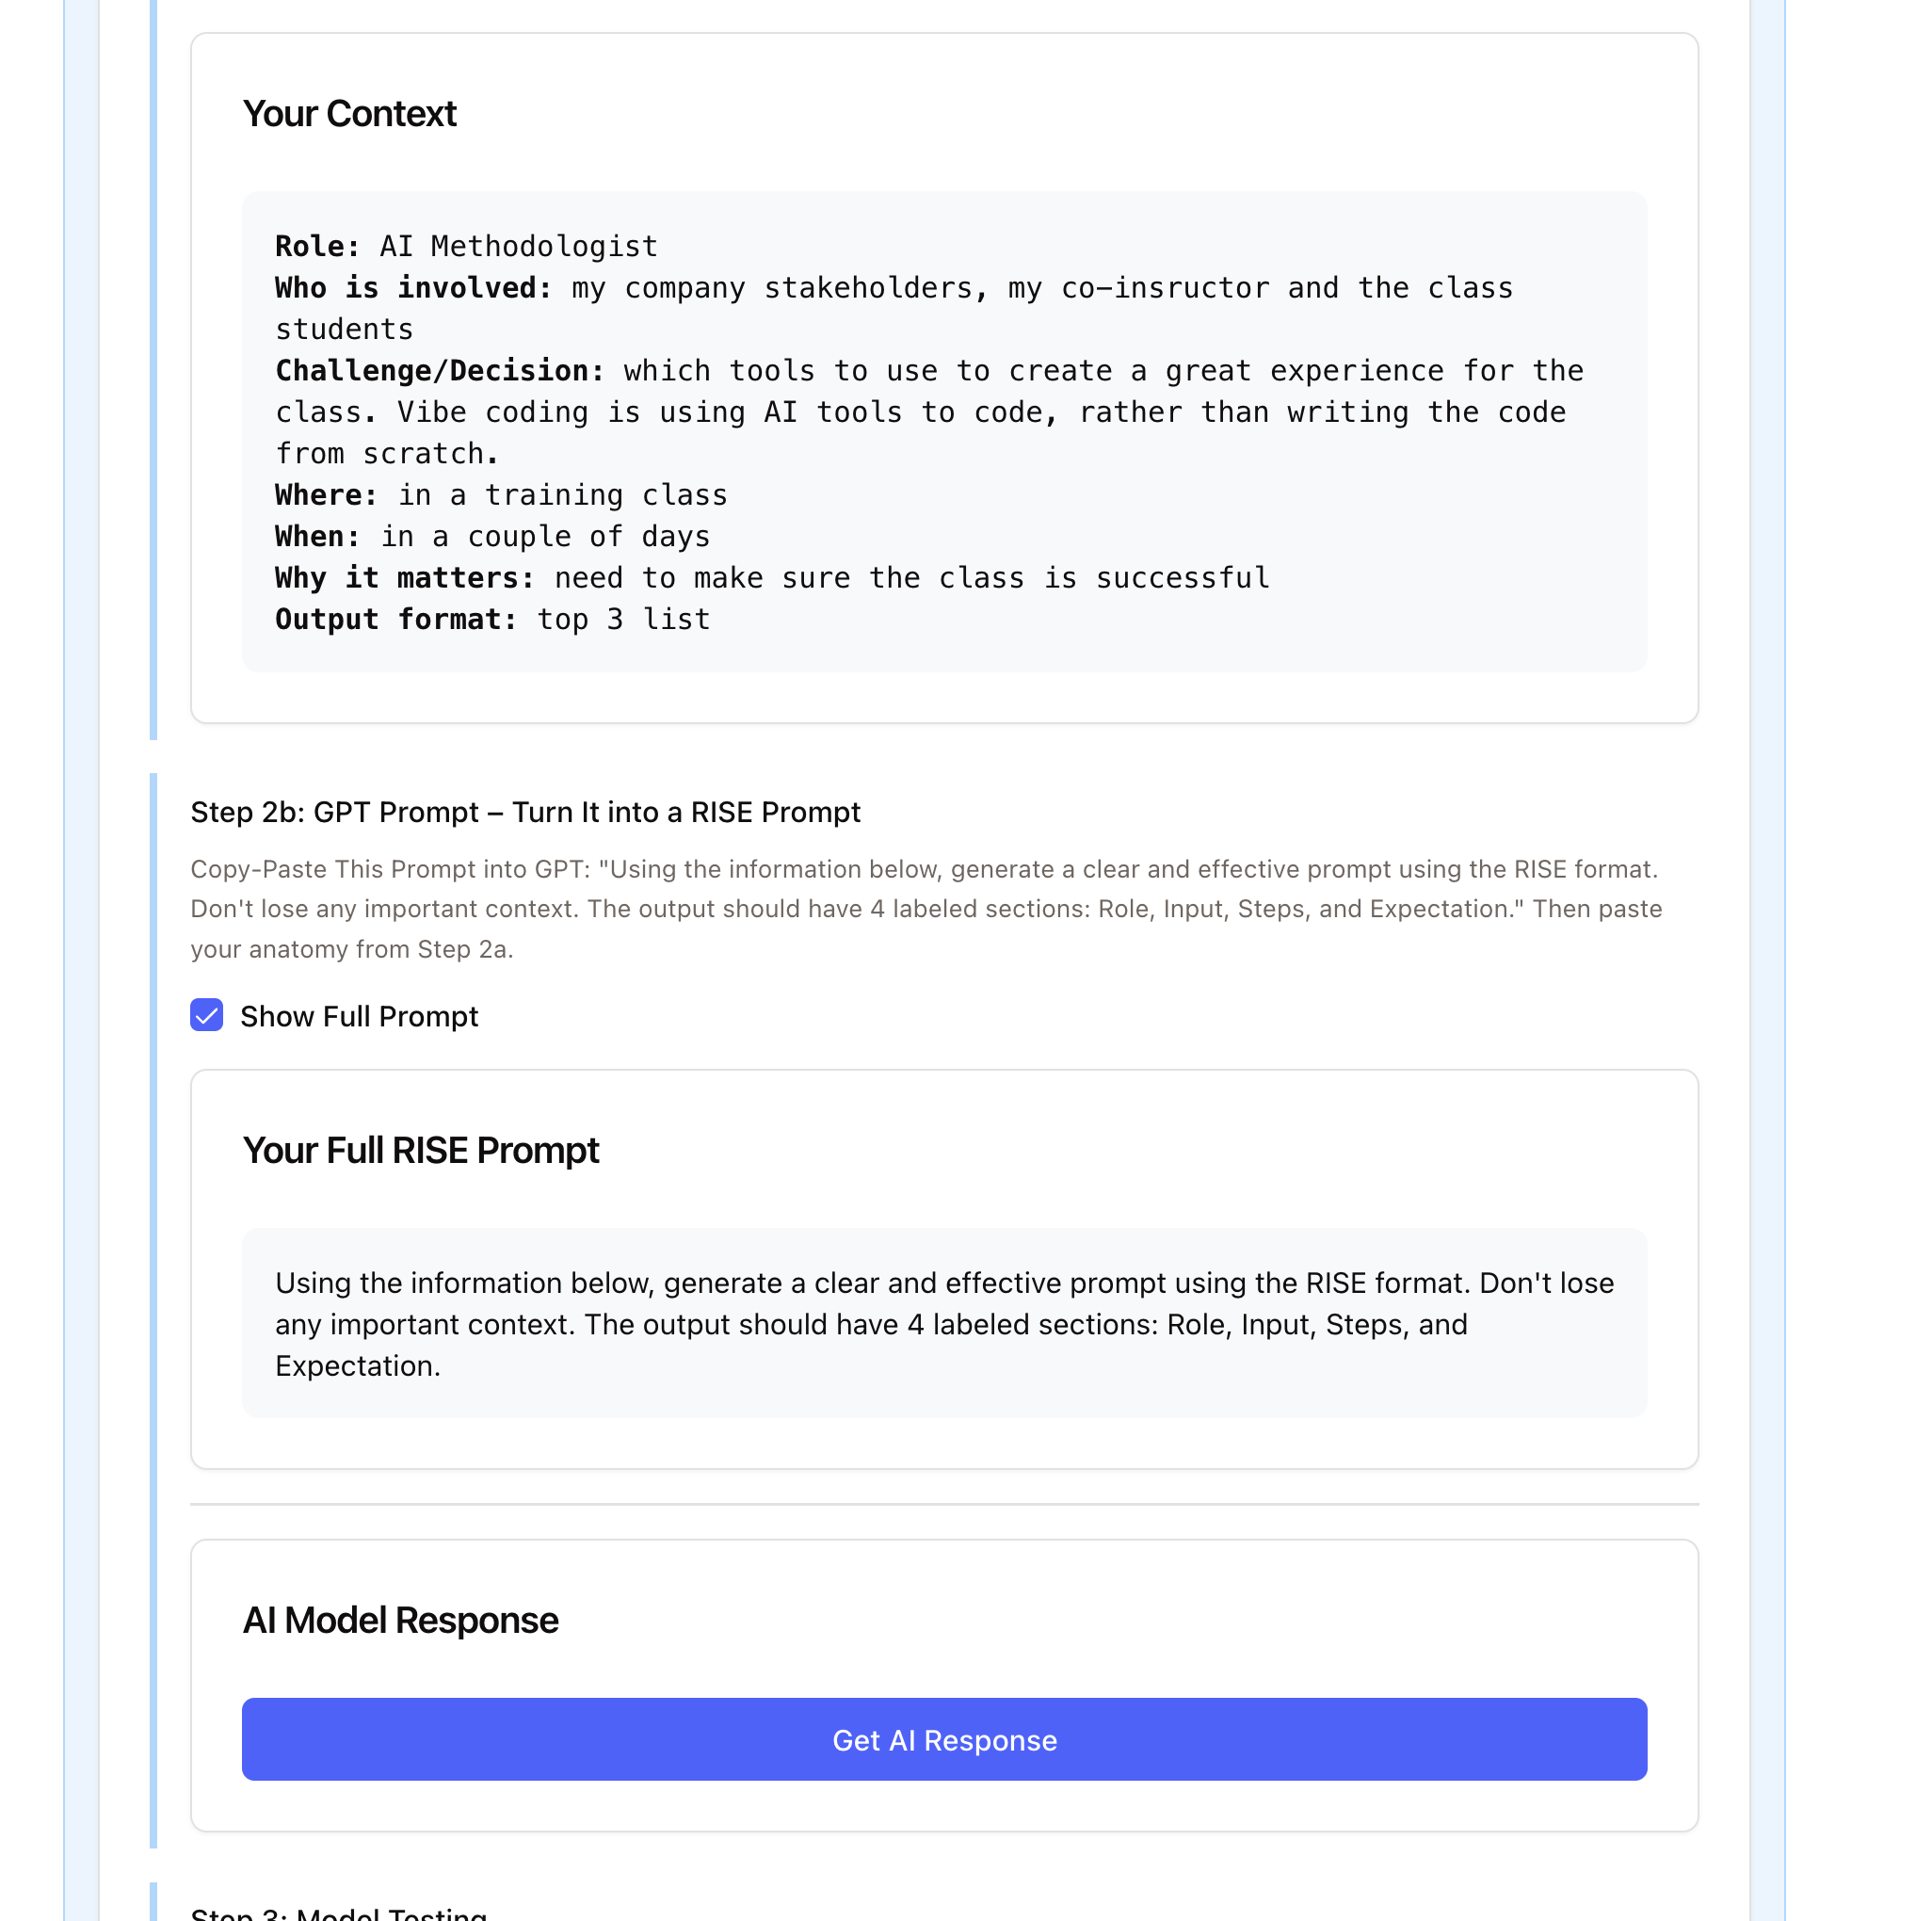 Your Context
Role: AI Methodologist
Who is involved: my company stakeholders, my co-insructor and the class
students
Challenge/Decision: which tools to use to create a great experience for the
class. Vibe coding is using AI tools to code, rather than writing the code
from scratch.
Where: in a training class
When: in a couple of days
Why it matters: need to make sure the class is successful
Output format: top 3 list
Step 2b: GPT Prompt – Turn It into a RISE Prompt
Copy-Paste This Prompt into GPT: "Using the information below, generate a clear and effective prompt using the RISE format.
Don't lose any important context. The output should have 4 labeled sections: Role, Input, Steps, and Expectation." Then paste
your anatomy from Step 2a.
Show Full Prompt
Your Full RISE Prompt
Using the information below, generate a clear and effective prompt using the RISE format. Don't lose
any important context. The output should have 4 labeled sections: Role, Input, Steps, and
Expectation.
AI Model Response
Get AI Response
Step 3: Model Testing